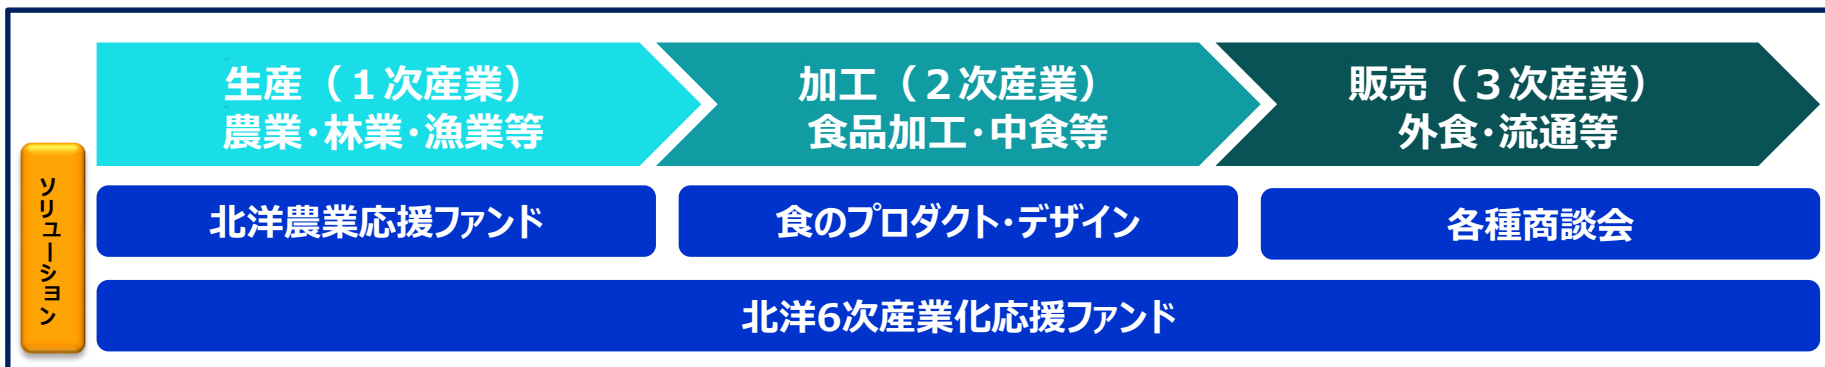 生産（１次産業）
農業・林業・漁業等
加工（２次産業）
食品加工・中食等
販売（３次産業）
外食・流通等
ソリューション
北洋農業応援ファンド
食のプロダクト・デザイン
各種商談会
北洋6次産業化応援ファンド